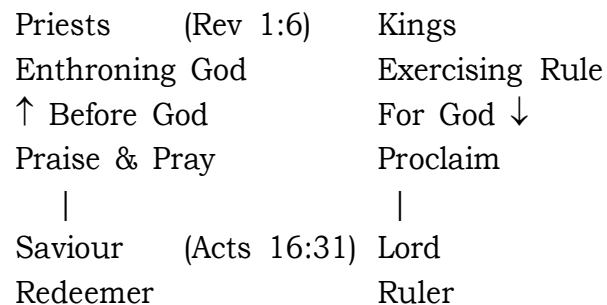 Priests (Rev 1:6) Kings
Enthroning God Exercising Rule
↑ Before God For God ↓
Praise & Pray Proclaim
| |
Saviour (Acts 16:31) Lord
Redeemer Ruler